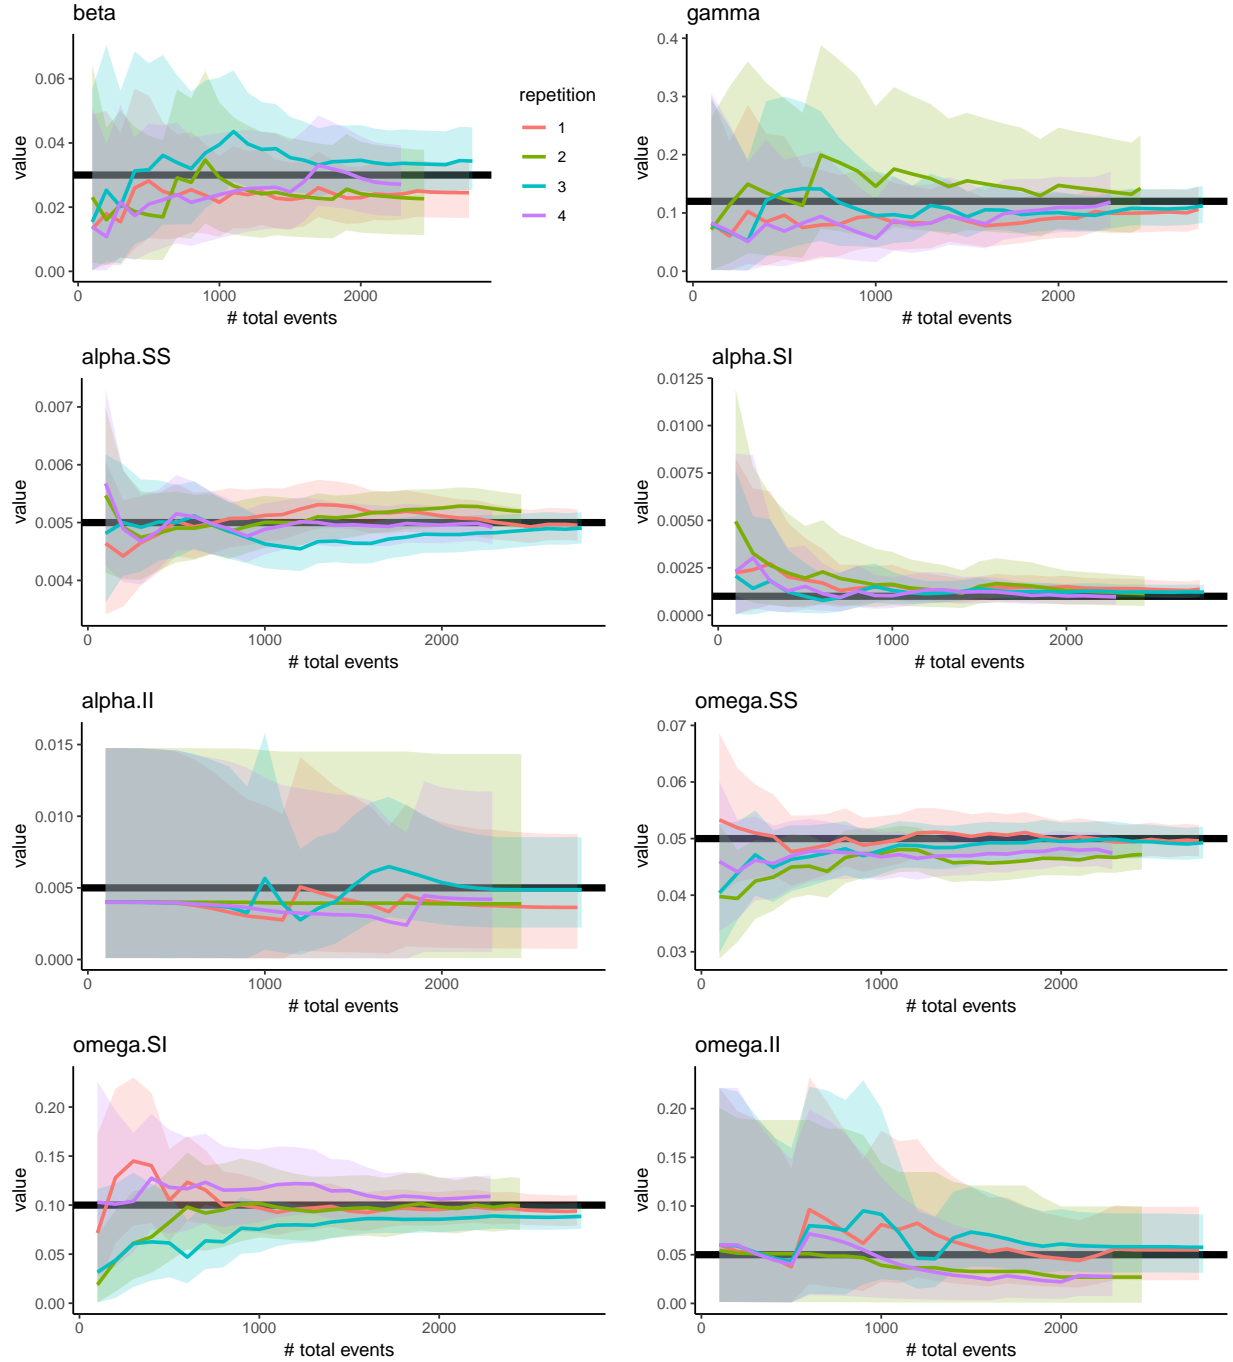 beta
value
0.06
0.04
0.02
0.00
0
1000
2000
# total events
repetition
1
2
3
4
gamma
value
0.4
0.3
0.2
0.1
0.0
0
1000
2000
# total events
alpha.SS
value
0.007
0.006
0.005
0.004
0
1000
2000
# total events
alpha.SI
value
0.0125
0.0100
0.0075
0.0050
0.0025
0.0000
0
1000
2000
# total events
alpha.II
value
0.015
0.010
0.005
0.000
0
1000
2000
# total events
omega.SS
value
0.07
0.06
0.05
0.04
0.03
0
1000
2000
# total events
omega.SI
value
0.20
0.15
0.10
0.05
0.00
0
1000
2000
# total events
omega.II
value
0.20
0.15
0.10
0.05
0.00
0
1000
2000
# total events